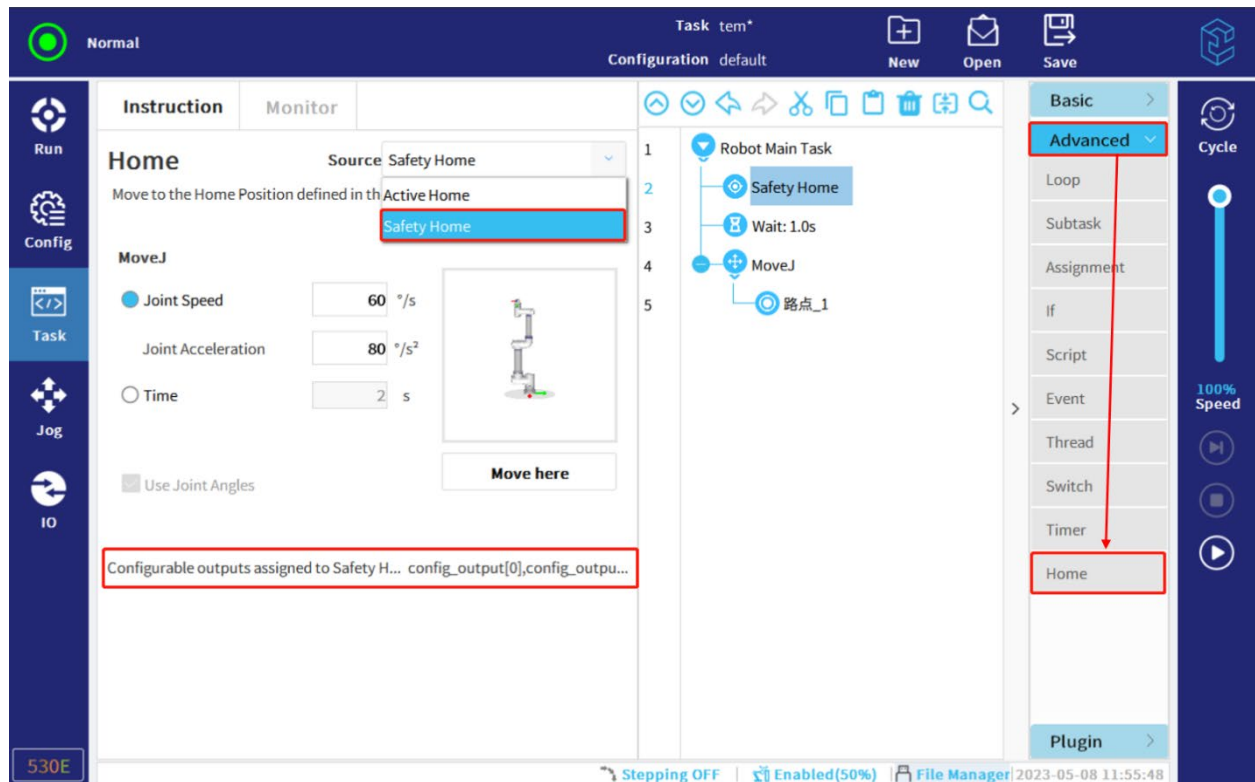 Normal
Task tem*
Configuration default
New
Open
Save
Run
Config
Task
Jog
IO
530E
Instruction Monitor
Home Source Safety Home
Move to the Home Position defined in th
Active Home
Safety Home
MoveJ
Joint Speed 60 °/s
Joint Acceleration 80 °/s²
Time 2 s
Use Joint Angles
Move here
Configurable outputs assigned to Safety H... config_output[0],config_outpu...
1 Robot Main Task
2 Safety Home
3 Wait: 1.0s
4 MoveJ
5 路点_1
Basic
Advanced
Loop
Subtask
Assignment
If
Script
Event
Thread
Switch
Timer
Home
Plugin
Cycle
100%
Speed
Stepping OFF | Enabled(50%) | File Manager 2023-05-08 11:55:48